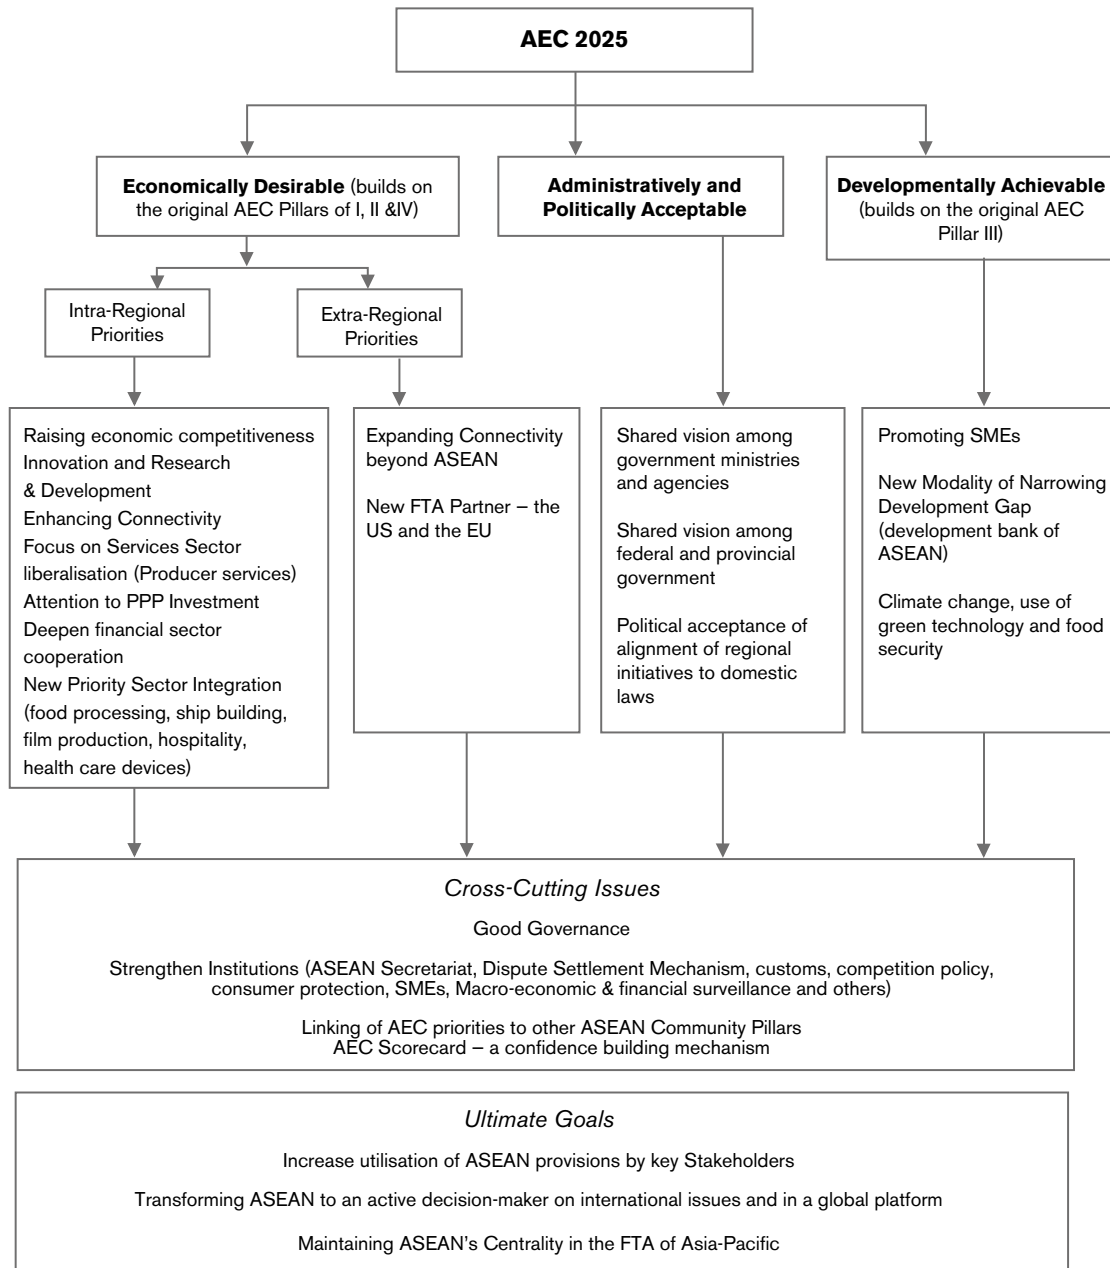 AEC 2025
Economically Desirable (builds on
the original AEC Pillars of I, II &IV)
Administratively and
Politically Acceptable
Developmentally Achievable
(builds on the original AEC
Pillar III)
Intra-Regional
Priorities
Extra-Regional
Priorities
Raising economic competitiveness
Innovation and Research
& Development
Enhancing Connectivity
Focus on Services Sector
liberalisation (Producer services)
Attention to PPP Investment
Deepen financial sector
cooperation
New Priority Sector Integration
(food processing, ship building,
film production, hospitality,
health care devices)
Expanding Connectivity
beyond ASEAN
New FTA Partner – the
US and the EU
Shared vision among
government ministries
and agencies
Shared vision among
federal and provincial
government
Political acceptance of
alignment of regional
initiatives to domestic
laws
Promoting SMEs
New Modality of Narrowing
Development Gap
(development bank of
ASEAN)
Climate change, use of
green technology and food
security
Cross-Cutting Issues
Good Governance
Strengthen Institutions (ASEAN Secretariat, Dispute Settlement Mechanism, customs, competition policy,
consumer protection, SMEs, Macro-economic & financial surveillance and others)
Linking of AEC priorities to other ASEAN Community Pillars
AEC Scorecard – a confidence building mechanism
Ultimate Goals
Increase utilisation of ASEAN provisions by key Stakeholders
Transforming ASEAN to an active decision-maker on international issues and in a global platform
Maintaining ASEAN's Centrality in the FTA of Asia-Pacific